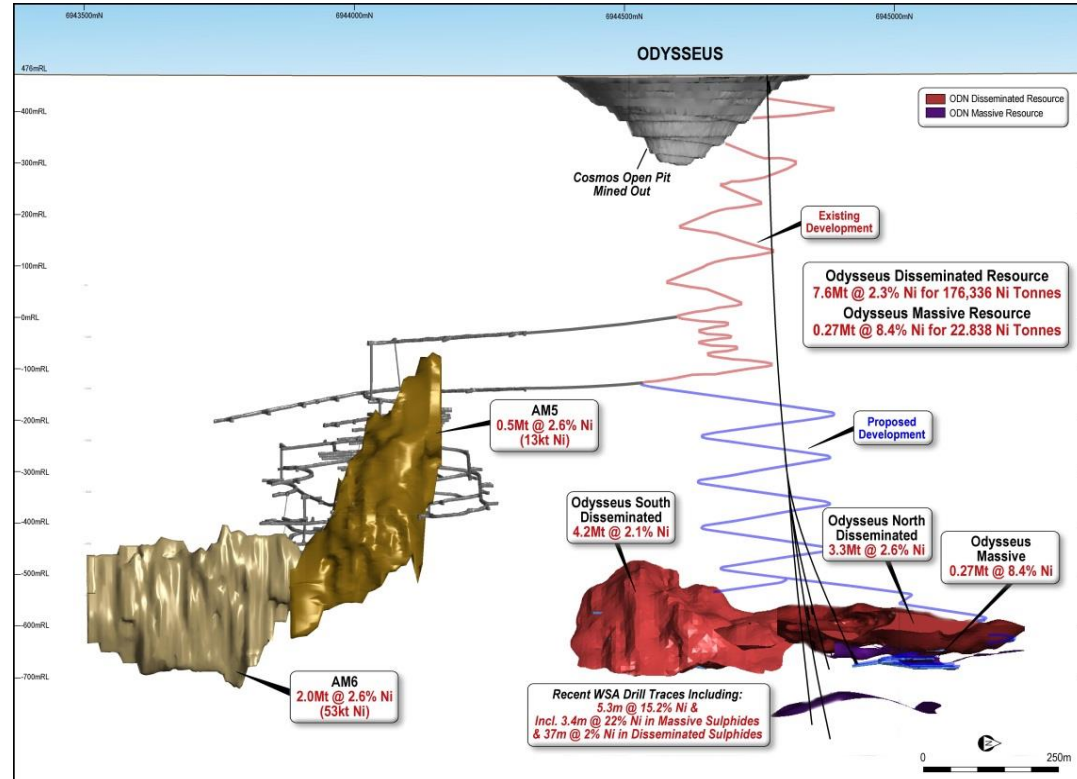 6943500mN
6944000mN
6944500mN
6945000mN
ODYSSEUS
476mRL
400mRL
300mRL
200mRL
100mRL
0mRL
-100mRL
-200mRL
-300mRL
-400mRL
-500mRL
-600mRL
-700mRL
ODN Disseminated Resource
ODN Massive Resource
Cosmos Open Pit
Mined Out
Existing
Development
Odysseus Disseminated Resource
7.6Mt @ 2.3% Ni for 176,336 Ni Tonnes
Odysseus Massive Resource
0.27Mt @ 8.4% Ni for 22.838 Ni Tonnes
AM5
0.5Mt @ 2.6% Ni
(13kt Ni)
Proposed
Development
Odysseus South
Disseminated
4.2Mt @ 2.1% Ni
Odysseus North
Disseminated
3.3Mt @ 2.6% Ni
Odysseus
Massive
0.27Mt @ 8.4% Ni
AM6
2.0Mt @ 2.6% Ni
(53kt Ni)
Recent WSA Drill Traces Including:
5.3m @ 15.2% Ni &
Incl. 3.4m @ 22% Ni in Massive Sulphides
& 37m @ 2% Ni in Disseminated Sulphides
N
0
250m